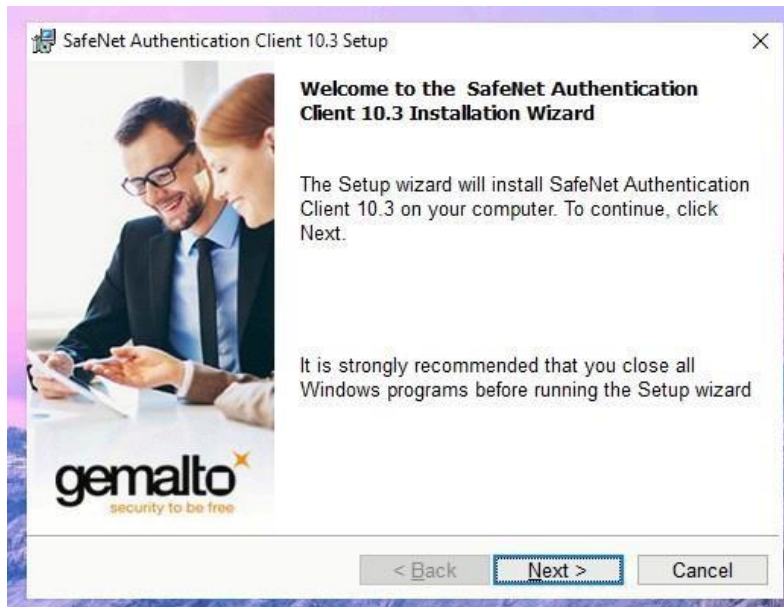 SafeNet Authentication Client 10.3 Setup
Welcome to the SafeNet Authentication
Client 10.3 Installation Wizard
The Setup wizard will install SafeNet Authentication
Client 10.3 on your computer. To continue, click
Next.
It is strongly recommended that you close all
Windows programs before running the Setup wizard
gemalto
security to be free
< Back
Next >
Cancel